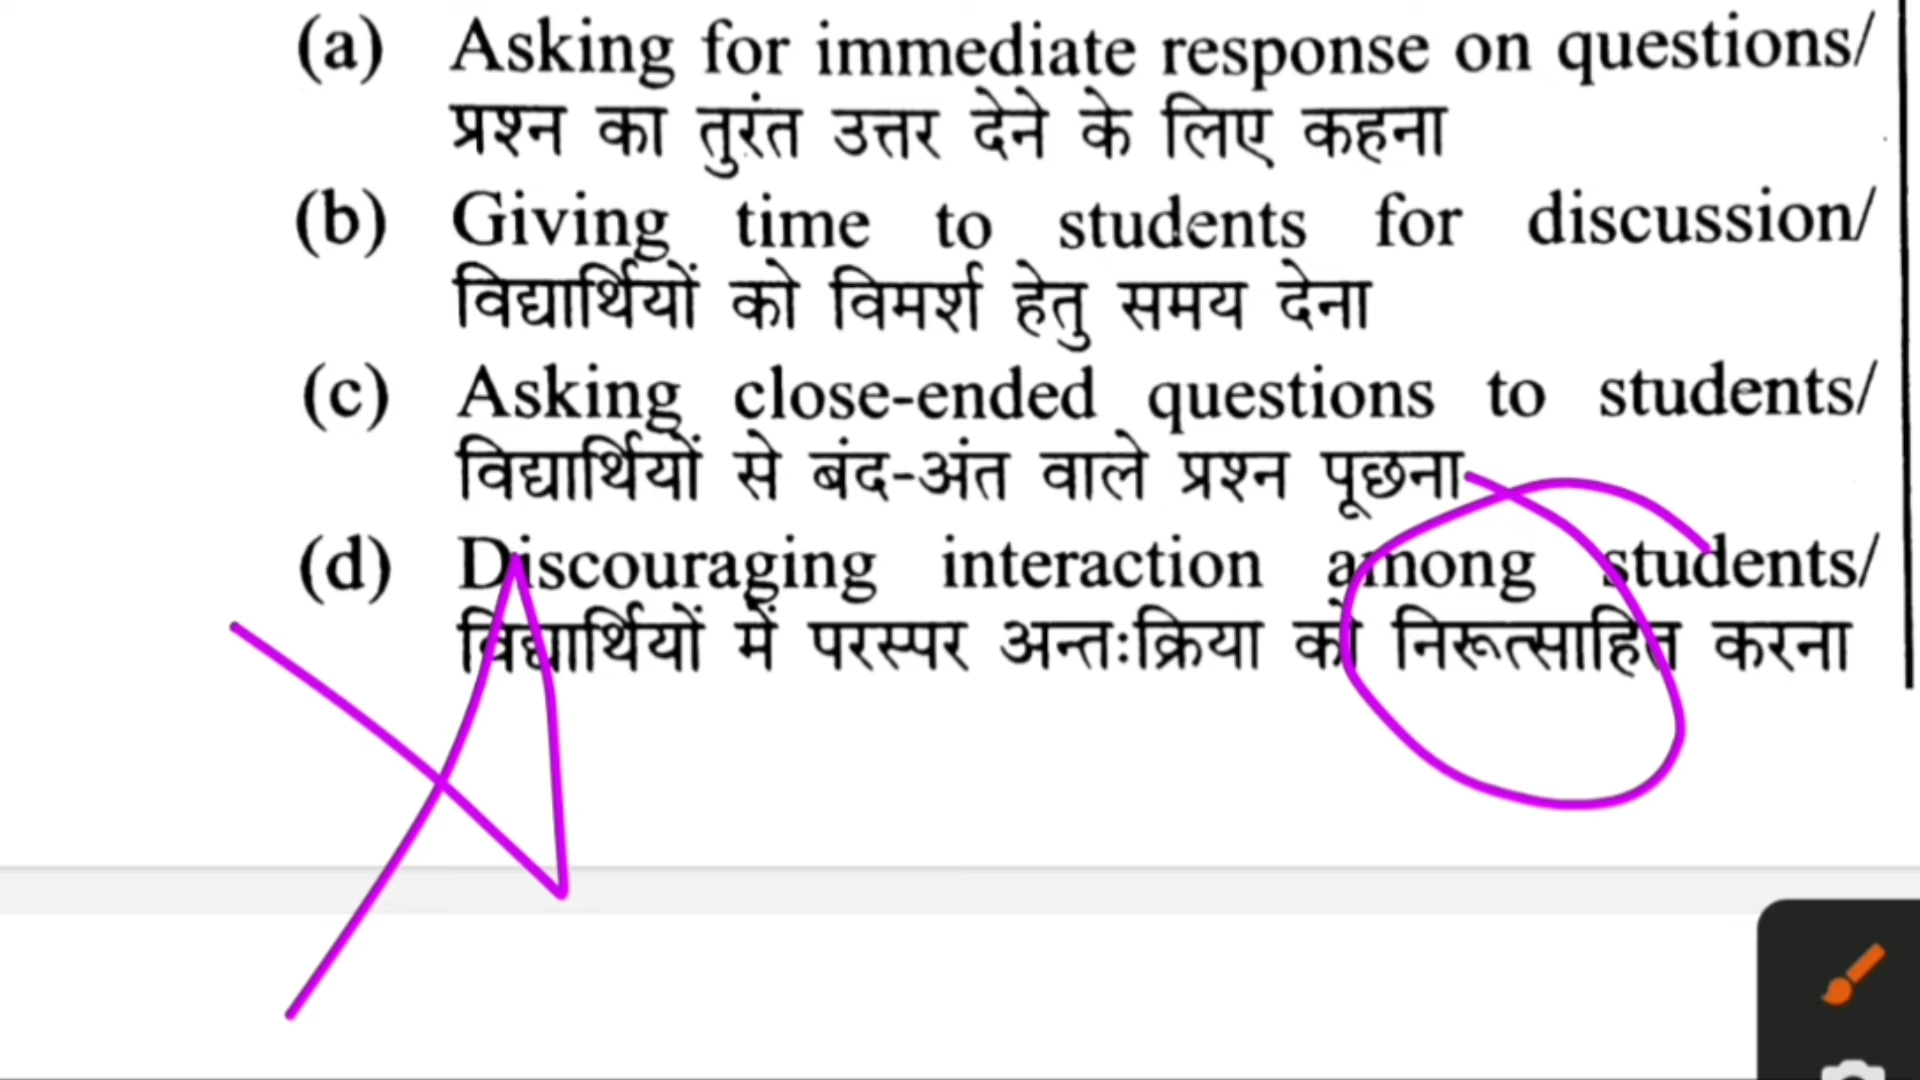 (a) Asking for immediate response on questions/
प्रश्न का तुरंत उत्तर देने के लिए कहना
(b) Giving time to students for discussion/
विद्यार्थियों को विमर्श हेतु समय देना
(c) Asking close-ended questions to students/
विद्यार्थियों से बंद-अंत वाले प्रश्न पूछना
(d) Discouraging interaction among students/
विद्यार्थियों में परस्पर अन्तःक्रिया को निरूत्साहित करना